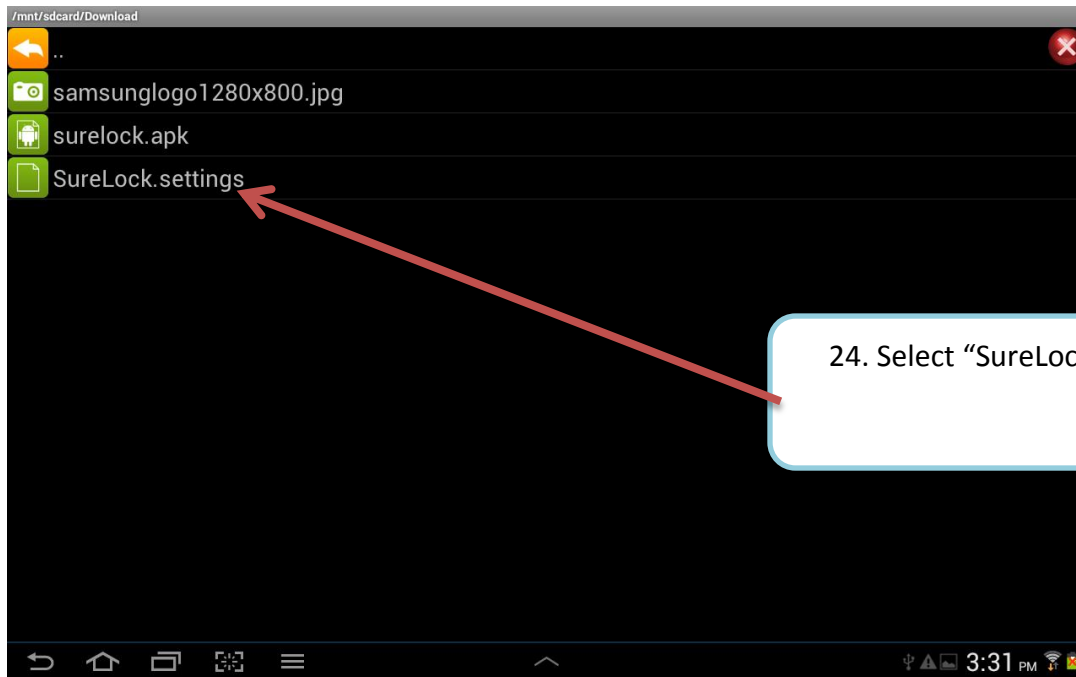 /mnt/sdcard/Download
..
samsunglogo1280x800.jpg
surelock.apk
SureLock.settings
24. Select “SureLoc
3:31 PM